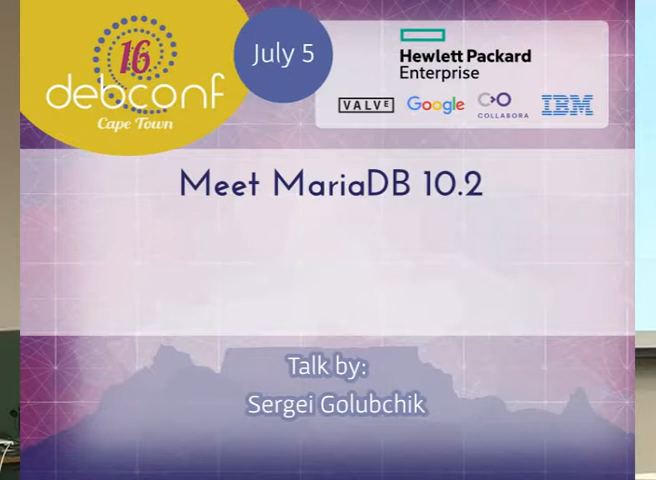 16
debconf
Cape Town
July 5
Hewlett Packard
Enterprise
VALVE
Google
COLLABORA
IBM
Meet MariaDB 10.2
Talk by:
Sergei Golubchik